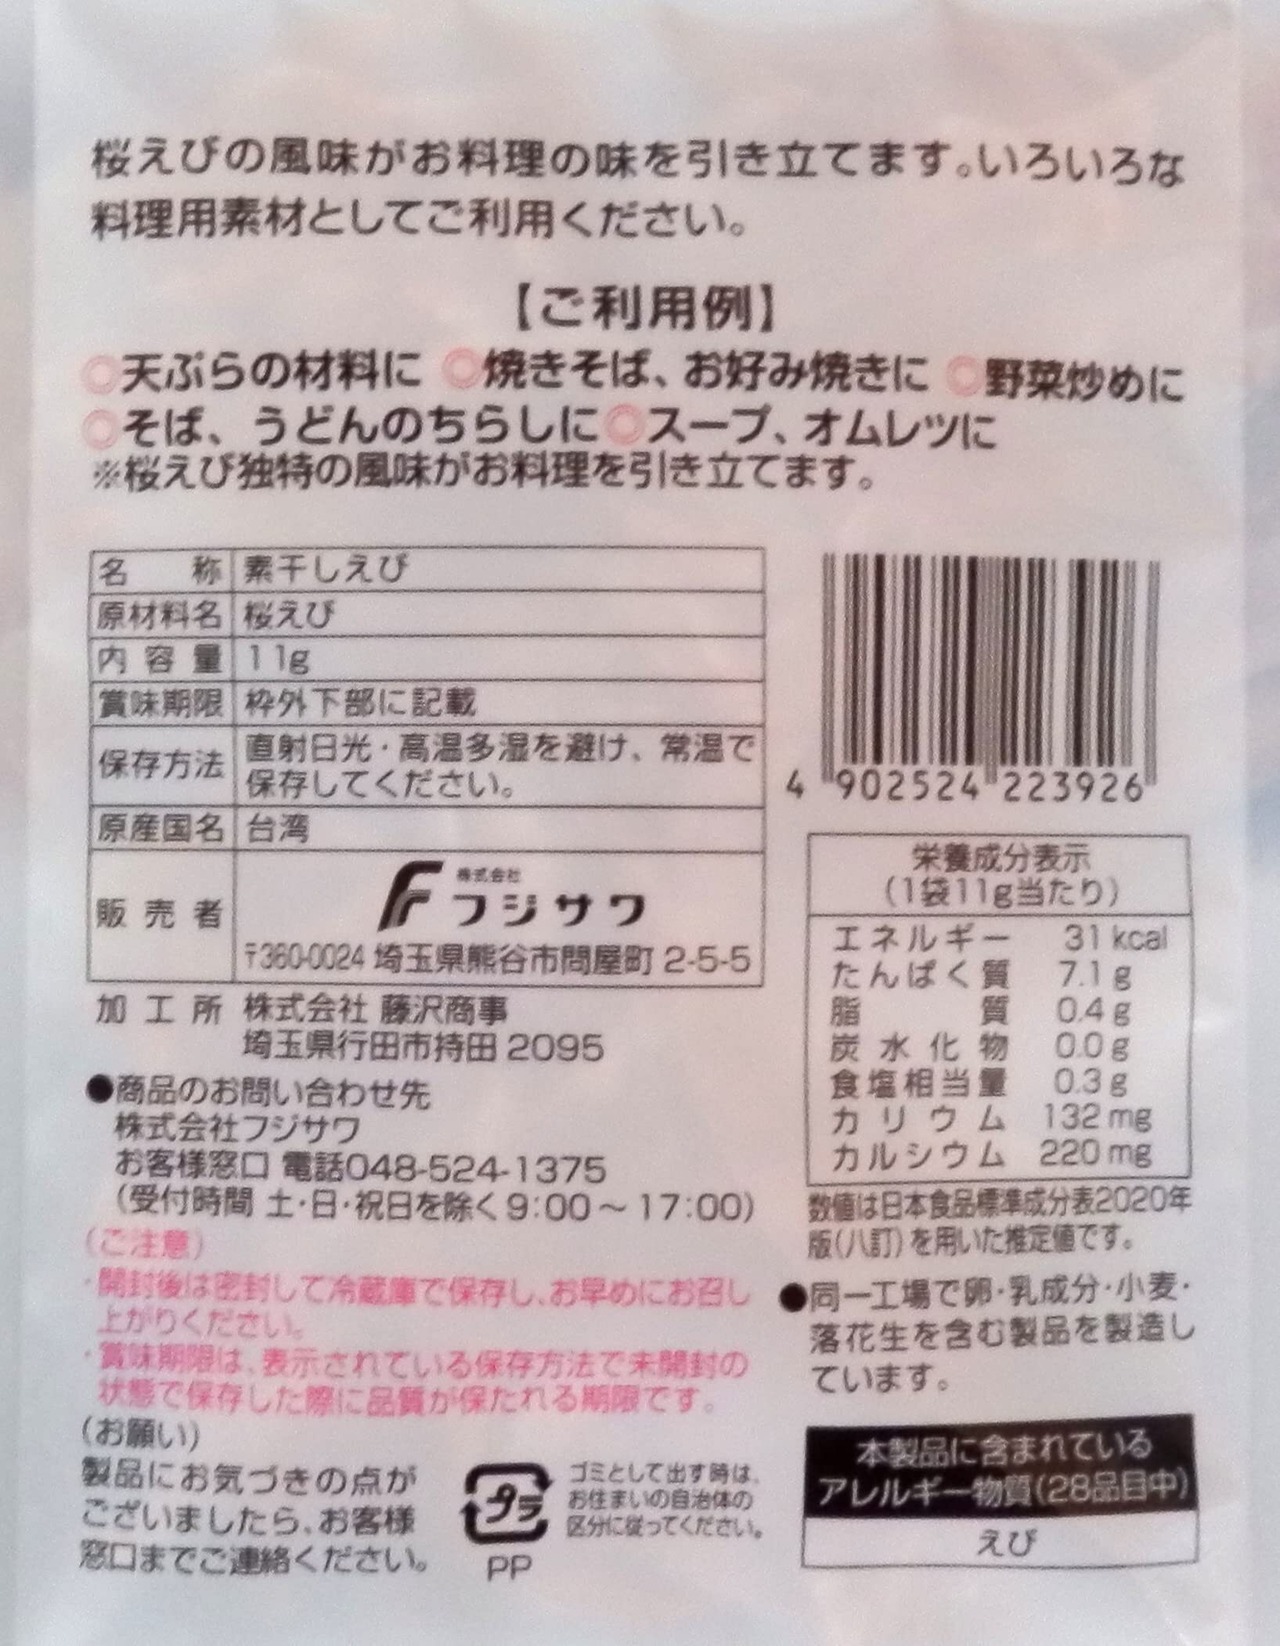 桜えびの風味がお料理の味を引き立てます。いろいろな
料理用素材としてご利用ください。
【ご利用例】
◎天ぷらの材料に ◎焼きそば、お好み焼きに ◎野菜炒めに
◎そば、うどんのちらしに ◎スープ、オムレツに
※桜えび独特の風味がお料理を引き立てます。
名 称 素干しえび
原材料名 桜えび
内容量 11g
賞味期限 枠外下部に記載
保存方法 直射日光・高温多湿を避け、常温で
保存してください。
原産国名 台湾
販売者 株式会社
フジサワ
〒360-0024 埼玉県熊谷市問屋町 2-5-5
加工所 株式会社 藤沢商事
埼玉県行田市持田 2095
●商品のお問い合わせ先
株式会社フジサワ
お客様窓口 電話048-524-1375
(受付時間 土・日・祝日を除く9:00～17:00)
(ご注意)
・開封後は密封して冷蔵庫で保存し、お早めにお召し
上がりください。
・賞味期限は、表示されている保存方法で未開封の
状態で保存した際に品質が保たれる期限です。
(お願い)
製品にお気づきの点が
ございましたら、お客様
窓口までご連絡ください。
プラ
PP
ゴミとして出す時は、
お住まいの自治体の
区分に従ってください。
4 902524 223926
栄養成分表示
(1袋11g当たり)
エネルギー 31 kcal
たんぱく質 7.1 g
脂質 0.4 g
炭水化物 0.0 g
食塩相当量 0.3 g
カリウム 132 mg
カルシウム 220 mg
数値は日本食品標準成分表2020年
版(八訂)を用いた推定値です。
●同一工場で卵・乳成分・小麦・
落花生を含む製品を製造し
ています。
本製品に含まれている
アレルギー物質(28品目中)
えび